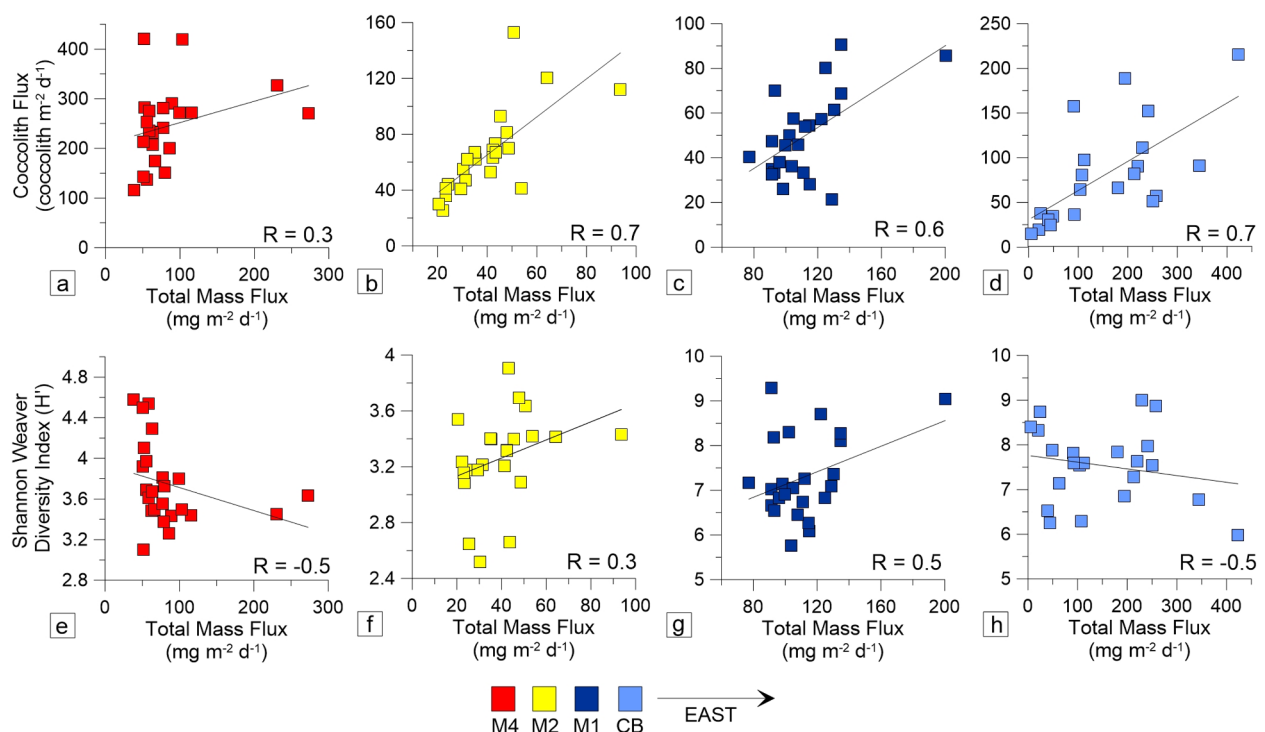 Coccolith Flux
(coccolith m⁻² d⁻¹)
400
300
200
100
0
0 100 200 300
R = 0.3
a
Total Mass Flux
(mg m⁻² d⁻¹)
160
120
80
40
0
20 40 60 80 100
R = 0.7
b
Total Mass Flux
(mg m⁻² d⁻¹)
100
80
60
40
20
0
80 120 160 200
R = 0.6
c
Total Mass Flux
(mg m⁻² d⁻¹)
250
200
150
100
50
0
0 100 200 300 400
R = 0.7
d
Total Mass Flux
(mg m⁻² d⁻¹)
Shannon Weaver
Diversity Index (H')
4.8
4.4
4
3.6
3.2
2.8
0 100 200 300
R = -0.5
e
Total Mass Flux
(mg m⁻² d⁻¹)
4
3.6
3.2
2.8
2.4
0 20 40 60 80 100
R = 0.3
f
Total Mass Flux
(mg m⁻² d⁻¹)
10
9
8
7
6
5
80 120 160 200
R = 0.5
g
Total Mass Flux
(mg m⁻² d⁻¹)
10
9
8
7
6
5
0 100 200 300 400
R = -0.5
h
Total Mass Flux
(mg m⁻² d⁻¹)
M4 M2 M1 CB
EAST